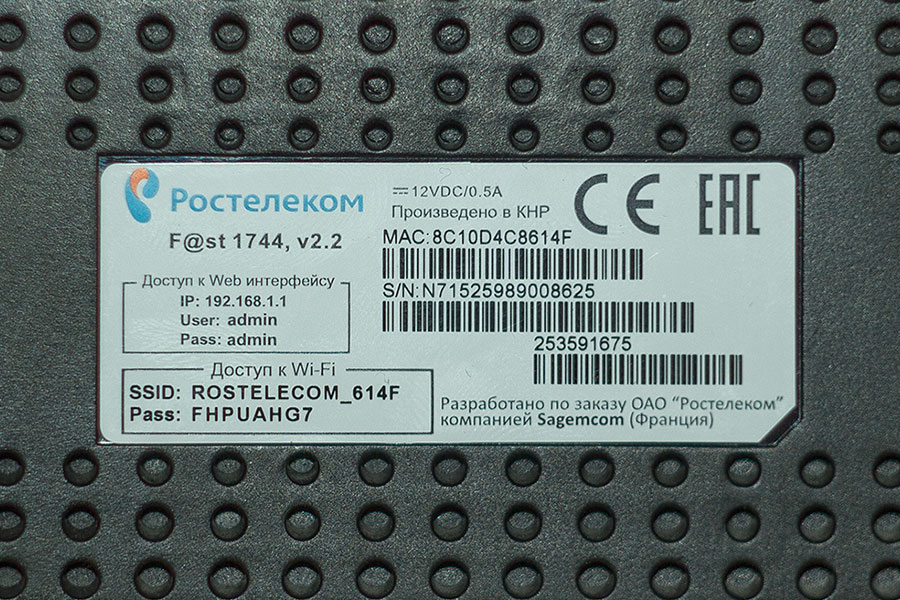 Ростелеком
F@st 1744, v2.2
Доступ к Web интерфейсу
IP: 192.168.1.1
User: admin
Pass: admin
Доступ к Wi-Fi
SSID: ROSTELECOM_614F
Pass: FHPUAHG7
12VDC/0.5A
Произведено в КНР
CE EAC
MAC:8C10D4C8614F
S/N:N71525989008625
253591675
Разработано по заказу ОАО “Ростелеком”
компанией Sagemcom (Франция)